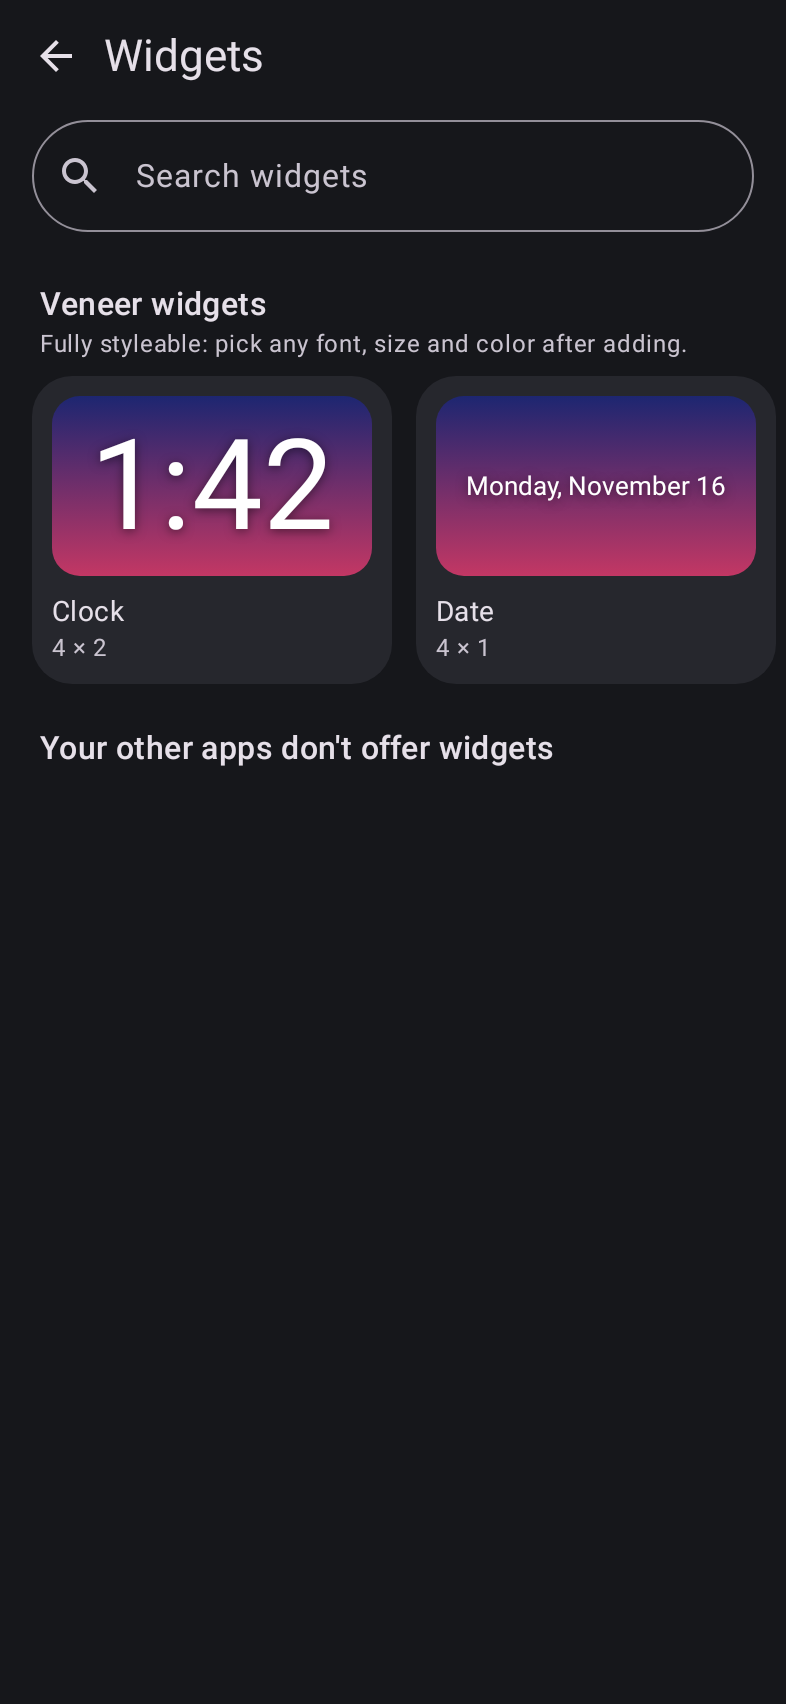 Widgets
Search widgets
Veneer widgets
Fully styleable: pick any font, size and color after adding.
1:42
Monday, November 16
Clock
4 × 2
Date
4 × 1
Your other apps don't offer widgets